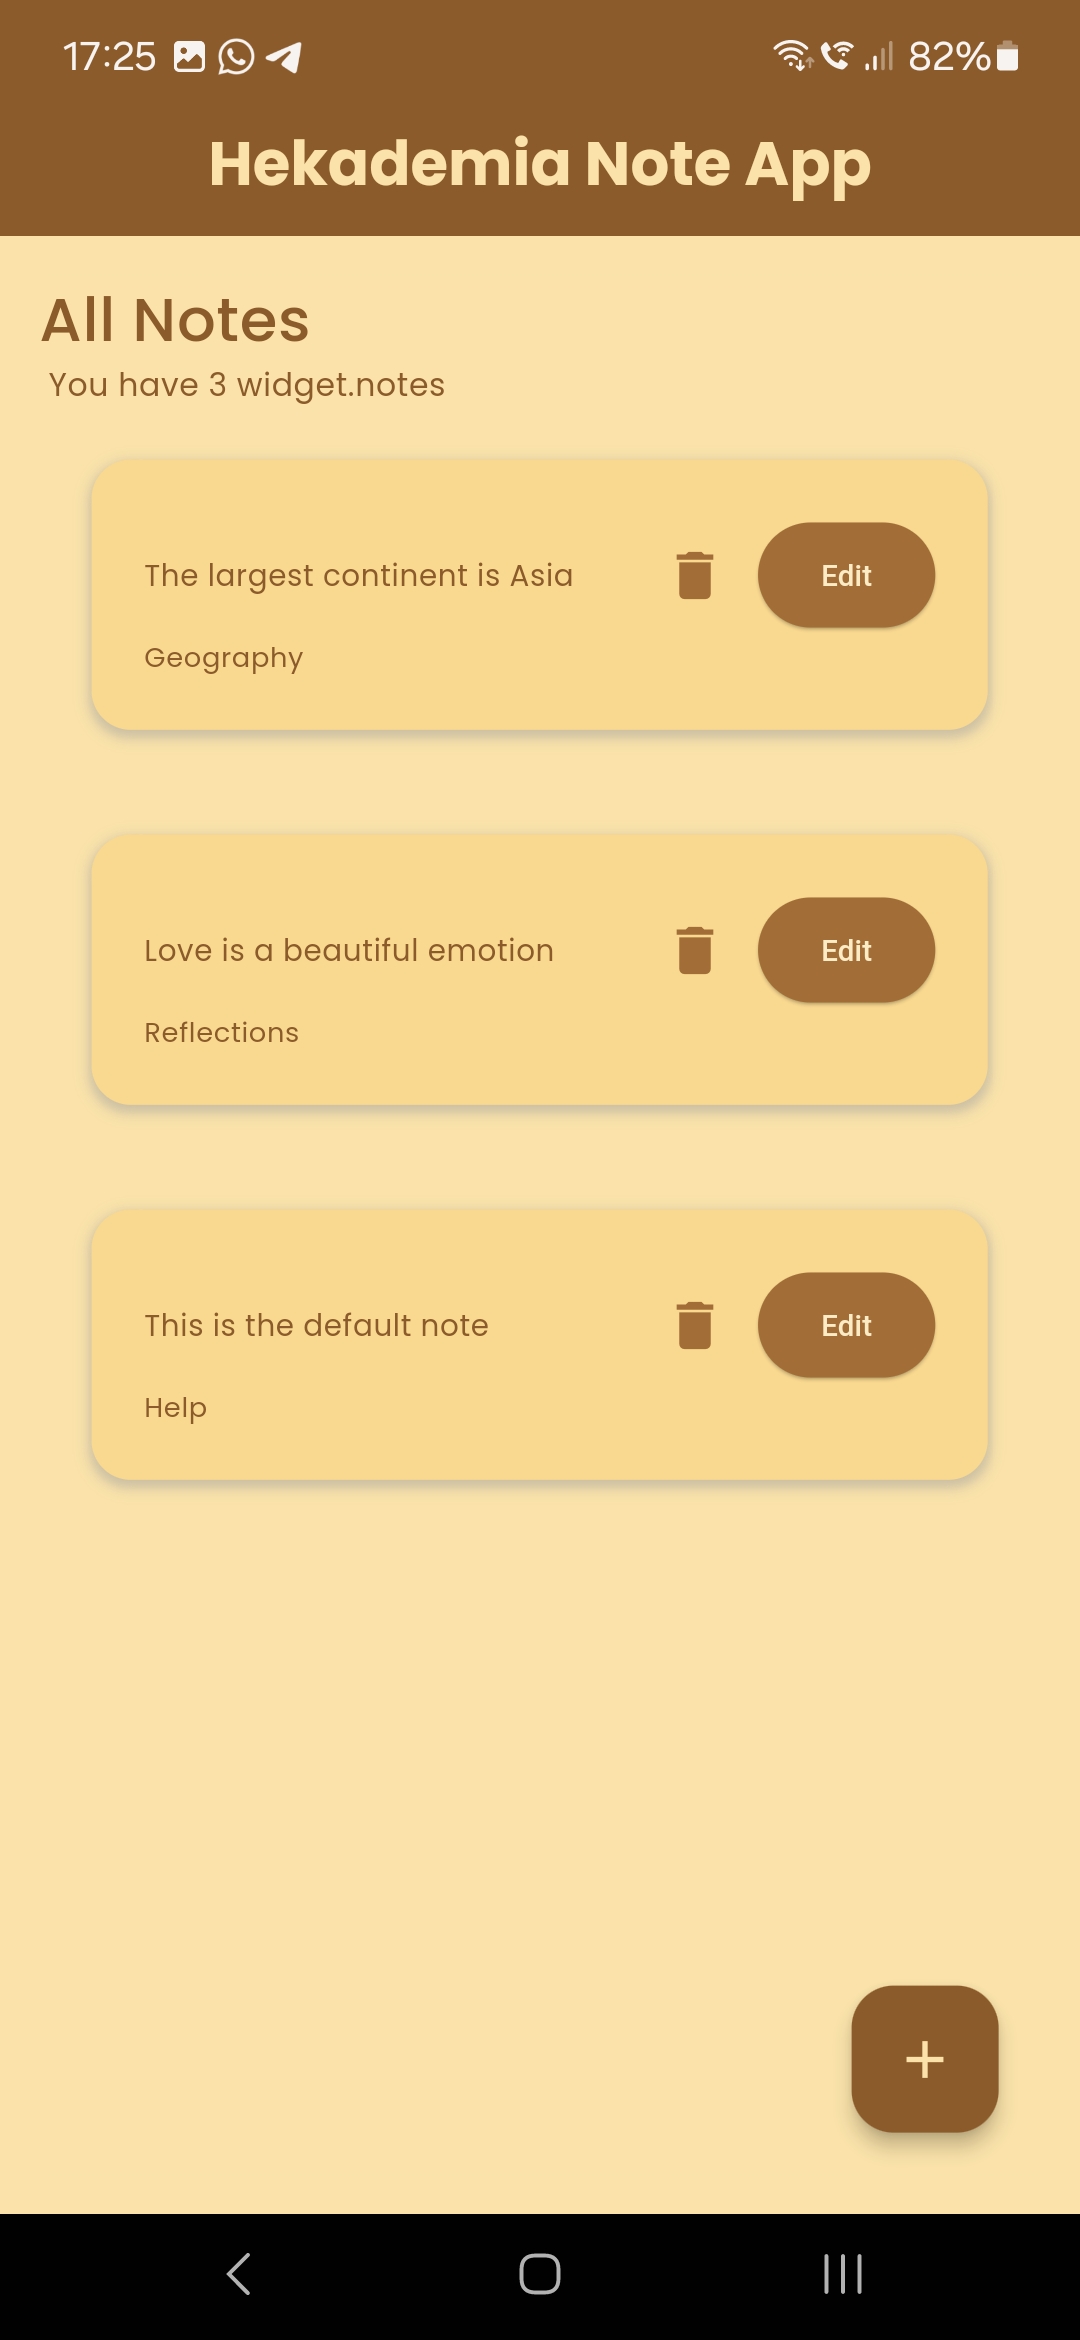 17:25 82%
Hekademia Note App
All Notes
You have 3 widget.notes
The largest continent is Asia
Edit
Geography
Love is a beautiful emotion
Edit
Reflections
This is the default note
Edit
Help
+